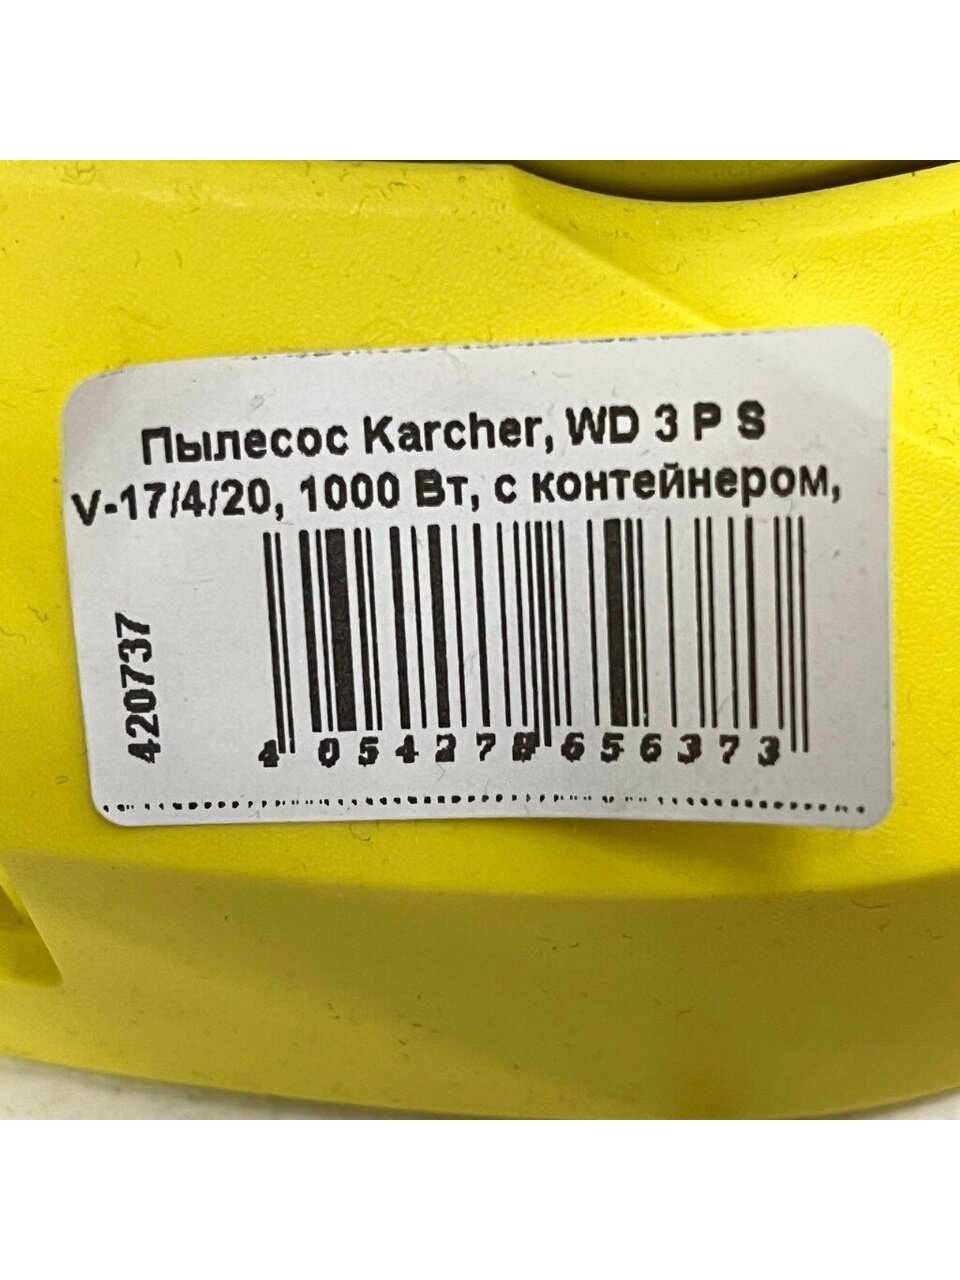 Пылесос Karcher, WD 3 P S
V-17/4/20, 1000 Вт, с контейнером,
420737
4 054278 656373